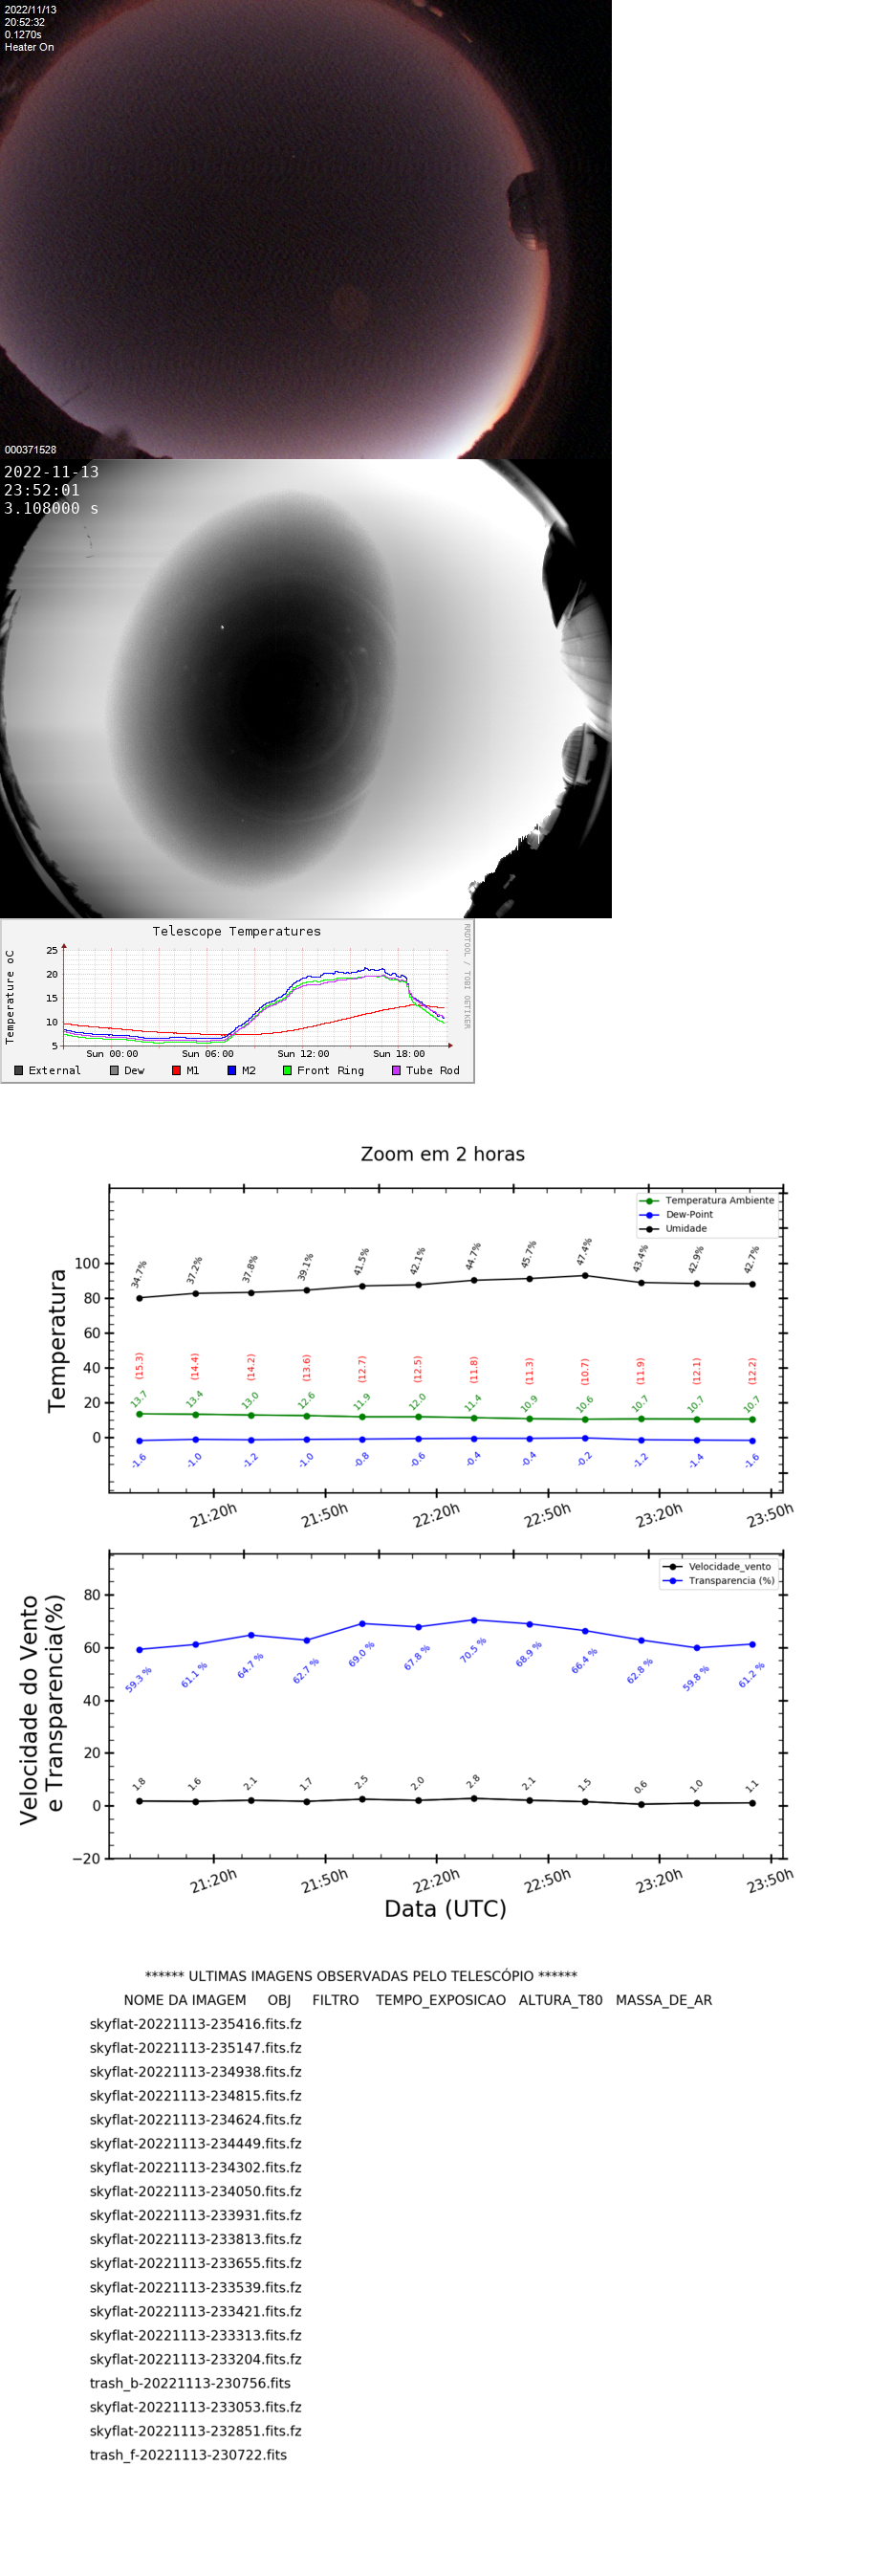 2022/11/13
20:52:32
0.1270s
Heater On
000371528
2022-11-13
23:52:01
3.108000 s
Telescope Temperatures
RRDTOOL / TOBI OETIKER
Temperature oC
25
20
15
10
5
Sun 00:00 Sun 06:00 Sun 12:00 Sun 18:00
External Dew M1 M2 Front Ring Tube Rod
Zoom em 2 horas
Temperatura Ambiente
Dew-Point
Umidade
Temperatura
100
80
60
40
20
0
34.7% 37.2% 37.8% 39.1% 41.5% 42.1% 44.7% 45.7% 47.4% 43.4% 42.9% 42.7%
(15.3) (14.4) (14.2) (13.6) (12.7) (12.5) (11.8) (11.3) (10.7) (11.9) (12.1) (12.2)
13.7 13.4 13.0 12.6 11.9 12.0 11.4 10.9 10.6 10.7 10.7 10.7
-1.6 -1.0 -1.2 -1.0 -0.8 -0.6 -0.4 -0.4 -0.2 -1.2 -1.4 -1.6
21:20h 21:50h 22:20h 22:50h 23:20h 23:50h
Velocidade_vento
Transparencia (%)
Velocidade do Vento
e Transparencia(%)
80
60
40
20
0
−20
59.3 % 61.1 % 64.7 % 62.7 % 69.0 % 67.8 % 70.5 % 68.9 % 66.4 % 62.8 % 59.8 % 61.2 %
1.8 1.6 2.1 1.7 2.5 2.0 2.8 2.1 1.5 0.6 1.0 1.1
21:20h 21:50h 22:20h 22:50h 23:20h 23:50h
Data (UTC)
****** ULTIMAS IMAGENS OBSERVADAS PELO TELESCÓPIO ******
NOME DA IMAGEM OBJ FILTRO TEMPO_EXPOSICAO ALTURA_T80 MASSA_DE_AR
skyflat-20221113-235416.fits.fz
skyflat-20221113-235147.fits.fz
skyflat-20221113-234938.fits.fz
skyflat-20221113-234815.fits.fz
skyflat-20221113-234624.fits.fz
skyflat-20221113-234449.fits.fz
skyflat-20221113-234302.fits.fz
skyflat-20221113-234050.fits.fz
skyflat-20221113-233931.fits.fz
skyflat-20221113-233813.fits.fz
skyflat-20221113-233655.fits.fz
skyflat-20221113-233539.fits.fz
skyflat-20221113-233421.fits.fz
skyflat-20221113-233313.fits.fz
skyflat-20221113-233204.fits.fz
trash_b-20221113-230756.fits
skyflat-20221113-233053.fits.fz
skyflat-20221113-232851.fits.fz
trash_f-20221113-230722.fits